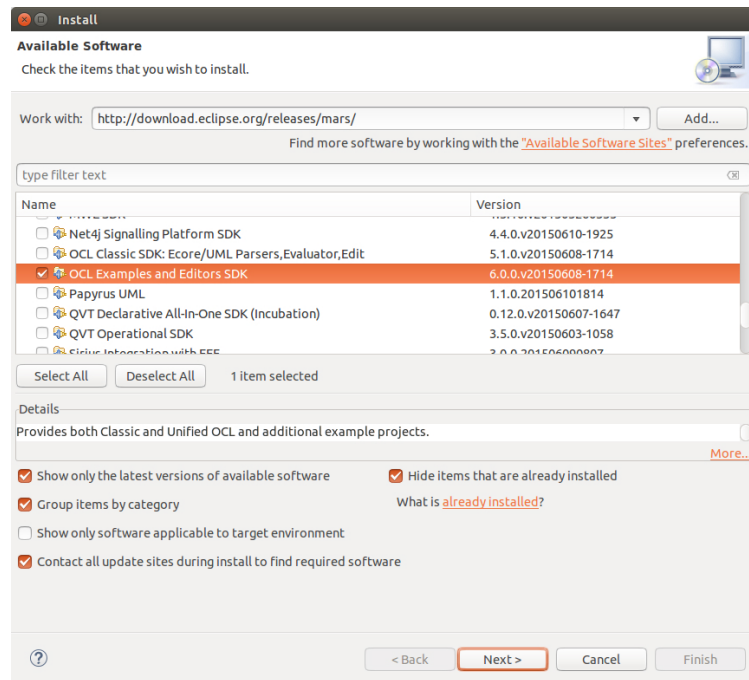 Install
Available Software
Check the items that you wish to install.
Work with: http://download.eclipse.org/releases/mars/ Add...
Find more software by working with the "Available Software Sites" preferences.
type filter text
Name Version
Net4j Signalling Platform SDK 4.4.0.v20150610-1925
OCL Classic SDK: Ecore/UML Parsers,Evaluator,Edit 5.1.0.v20150608-1714
OCL Examples and Editors SDK 6.0.0.v20150608-1714
Papyrus UML 1.1.0.201506101814
QVT Declarative All-In-One SDK (Incubation) 0.12.0.v20150607-1647
QVT Operational SDK 3.5.0.v20150603-1058
Sirius Integration with EEF 3.0.0.201506090807
Select All Deselect All 1 item selected
Details
Provides both Classic and Unified OCL and additional example projects.
More..
Show only the latest versions of available software Hide items that are already installed
Group items by category What is already installed?
Show only software applicable to target environment
Contact all update sites during install to find required software
? < Back Next > Cancel Finish